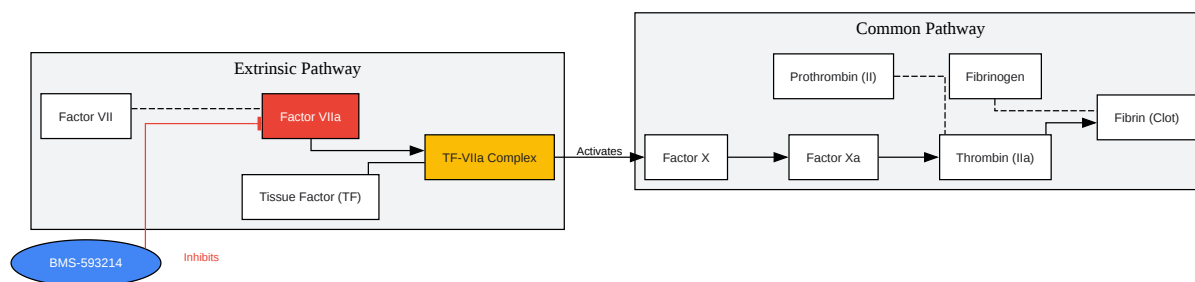 Extrinsic Pathway
Factor VII
Factor VIIa
TF-VIIa Complex
Tissue Factor (TF)
BMS-593214
Inhibits
Activates
Common Pathway
Prothrombin (II)
Fibrinogen
Fibrin (Clot)
Factor X
Factor Xa
Thrombin (IIa)